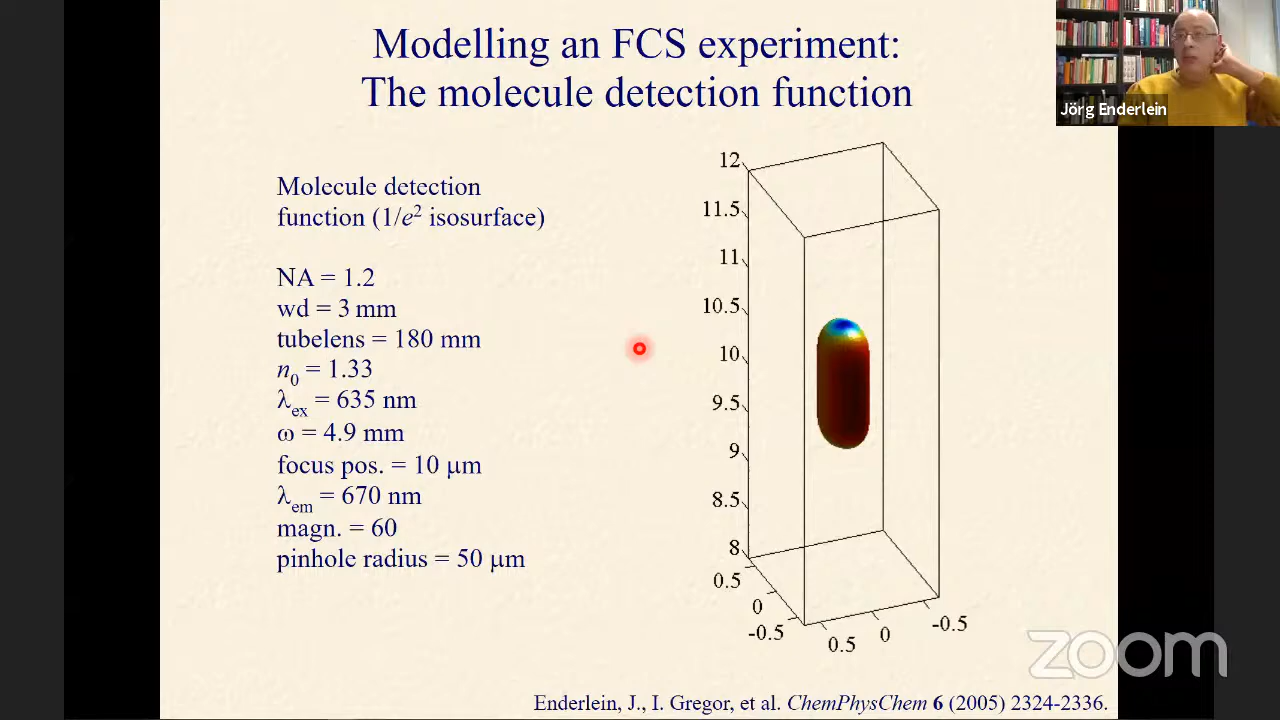 Modelling an FCS experiment:
The molecule detection function
Jörg Enderlein
Molecule detection
function (1/e² isosurface)
NA = 1.2
wd = 3 mm
tubelens = 180 mm
n₀ = 1.33
λₑₓ = 635 nm
ω = 4.9 mm
focus pos. = 10 μm
λₑₘ = 670 nm
magn. = 60
pinhole radius = 50 μm
12
11.5
11
10.5
10
9.5
9
8.5
8
0.5
0
-0.5
0.5
0
-0.5
zoom
Enderlein, J., I. Gregor, et al. ChemPhysChem 6 (2005) 2324-2336.